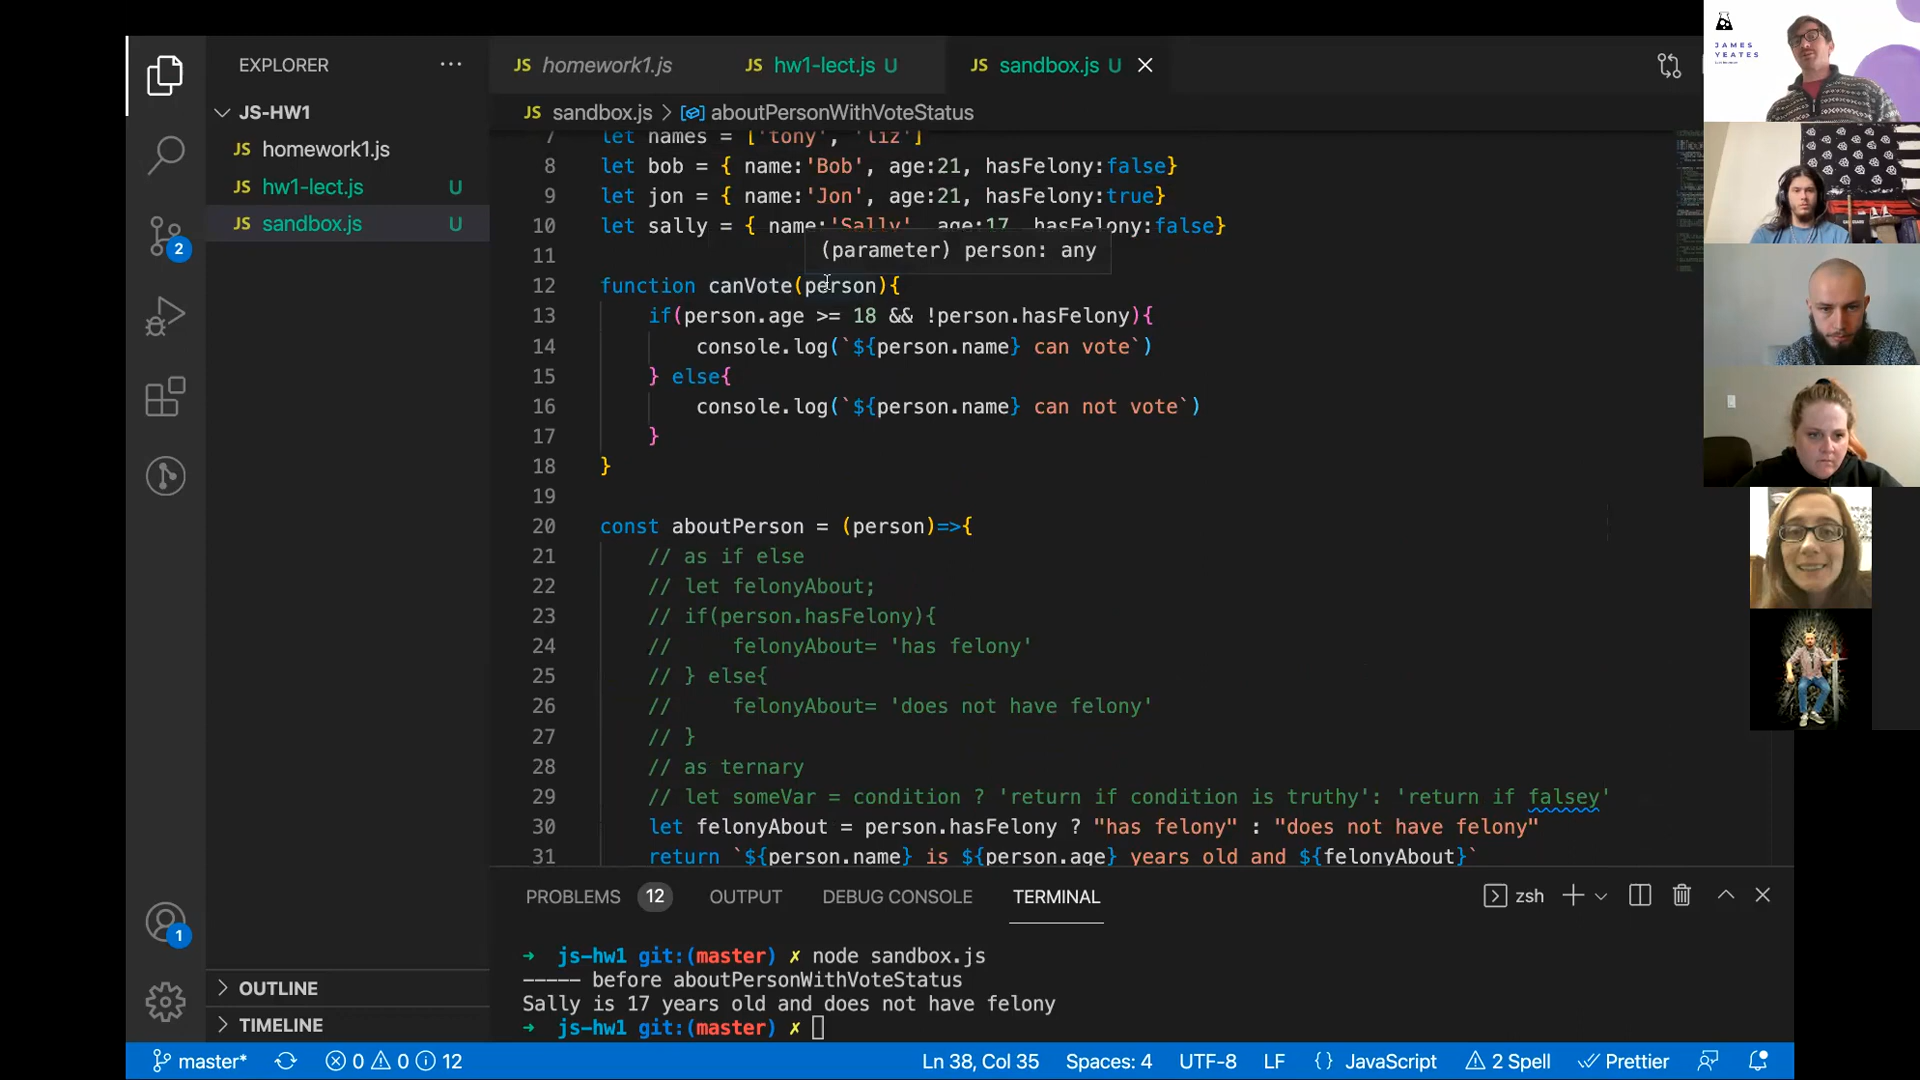 EXPLORER
JS homework1.js
JS hw1-lect.js U
JS sandbox.js U
JS-HW1
JS sandbox.js > aboutPersonWithVoteStatus
JS homework1.js
JS hw1-lect.js U
JS sandbox.js U
2
1
OUTLINE
TIMELINE
7 let names = ['tony', 'liz']
8 let bob = { name:'Bob', age:21, hasFelony:false}
9 let jon = { name:'Jon', age:21, hasFelony:true}
10 let sally = { name:'Sally', age:17, hasFelony:false}
(parameter) person: any
11
12 function canVote(person){
13 if(person.age >= 18 && !person.hasFelony){
14 console.log(`${person.name} can vote`)
15 } else{
16 console.log(`${person.name} can not vote`)
17 }
18 }
19
20 const aboutPerson = (person)=>{
21 // as if else
22 // let felonyAbout;
23 // if(person.hasFelony){
24 // felonyAbout= 'has felony'
25 // } else{
26 // felonyAbout= 'does not have felony'
27 // }
28 // as ternary
29 // let someVar = condition ? 'return if condition is truthy': 'return if falsey'
30 let felonyAbout = person.hasFelony ? "has felony" : "does not have felony"
31 return `${person.name} is ${person.age} years old and ${felonyAbout}`
PROBLEMS 12 OUTPUT DEBUG CONSOLE TERMINAL zsh
→ js-hw1 git:(master) ✗ node sandbox.js
----- before aboutPersonWithVoteStatus
Sally is 17 years old and does not have felony
→ js-hw1 git:(master) ✗
master* 0 0 12 Ln 38, Col 35 Spaces: 4 UTF-8 LF {} JavaScript 2 Spell Prettier
JAMES
YEATES